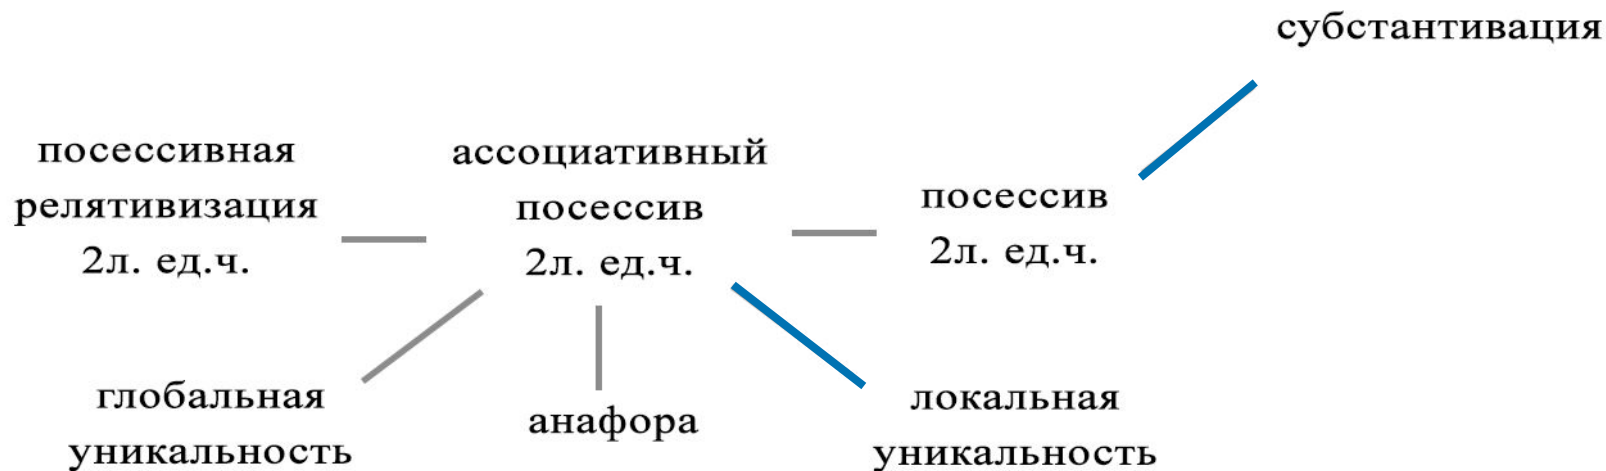 субстантивация
посессивная
релятивизация
2л. ед.ч.
ассоциативный
посессив
2л. ед.ч.
посессив
2л. ед.ч.
глобальная
уникальность
анафора
локальная
уникальность